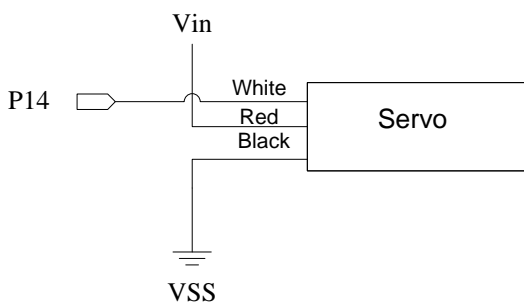 Vin
P14
White
Red
Black
Servo
VSS